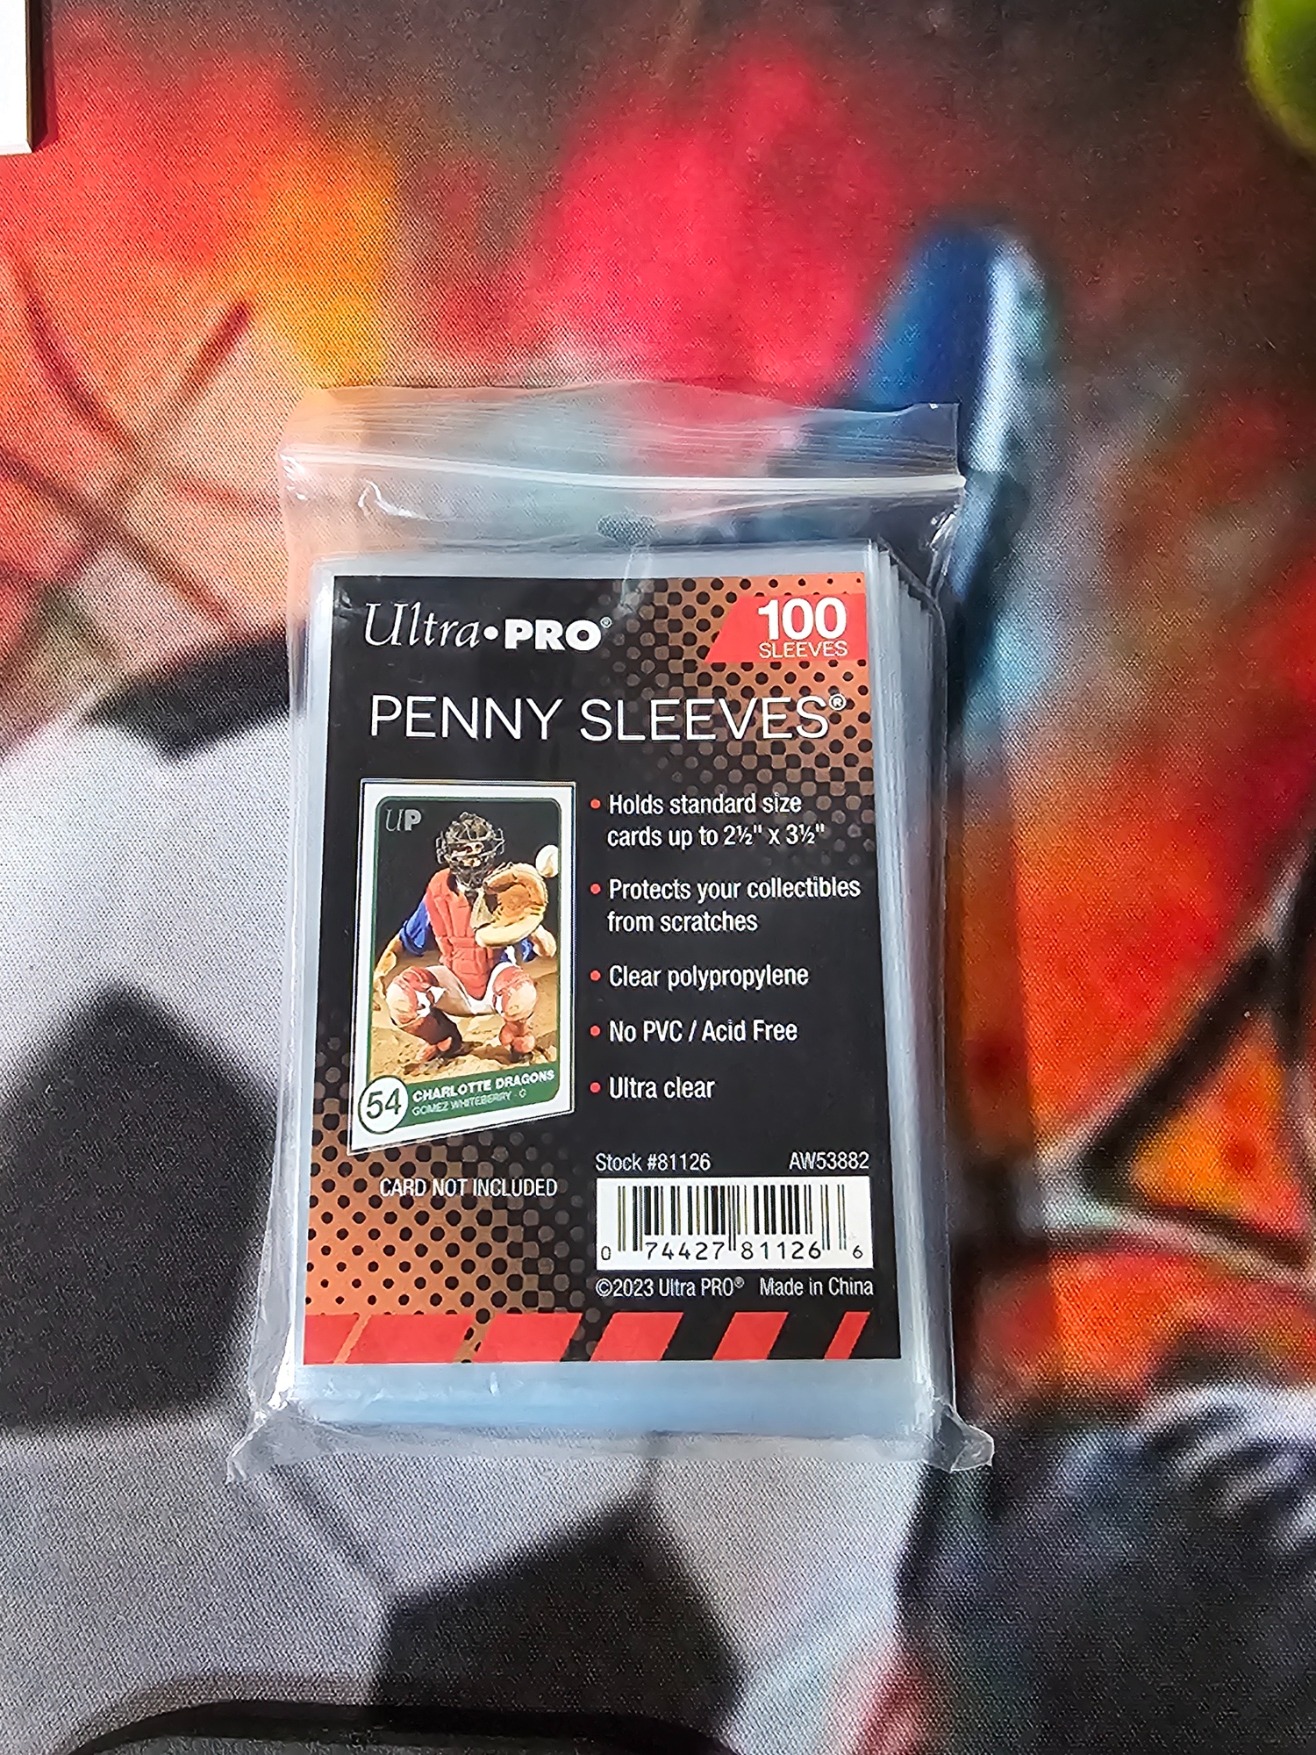 Ultra•PRO®
100
SLEEVES
PENNY SLEEVES®
UP
54
CHARLOTTE DRAGONS
GOMEZ WHITEBERRY - C
CARD NOT INCLUDED
• Holds standard size
cards up to 2½" x 3½"
• Protects your collectibles
from scratches
• Clear polypropylene
• No PVC / Acid Free
• Ultra clear
Stock #81126 AW53882
0 74427 81126 6
©2023 Ultra PRO® Made in China